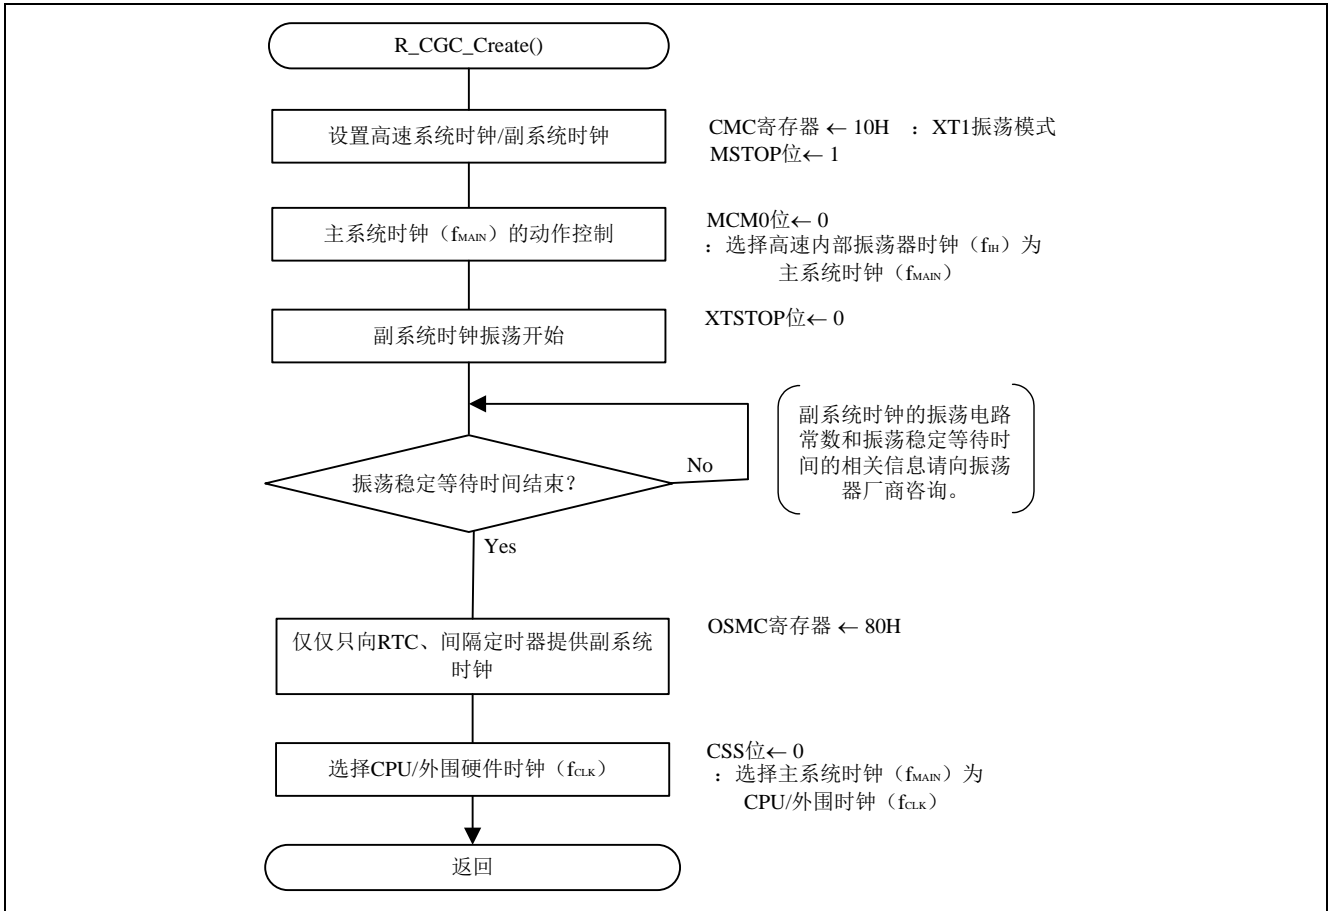 R_CGC_Create()
设置高速系统时钟/副系统时钟
CMC寄存器 ← 10H ：XT1振荡模式
MSTOP位← 1
主系统时钟（fMAIN）的动作控制
MCM0位← 0
：选择高速内部振荡器时钟（fIH）为
主系统时钟（fMAIN）
副系统时钟振荡开始
XTSTOP位← 0
副系统时钟的振荡电路
常数和振荡稳定等待时
间的相关信息请向振荡
器厂商咨询。
振荡稳定等待时间结束？
No
Yes
仅仅只向RTC、间隔定时器提供副系统
时钟
OSMC寄存器 ← 80H
选择CPU/外围硬件时钟（fCLK）
CSS位← 0
：选择主系统时钟（fMAIN）为
CPU/外围时钟（fCLK）
返回